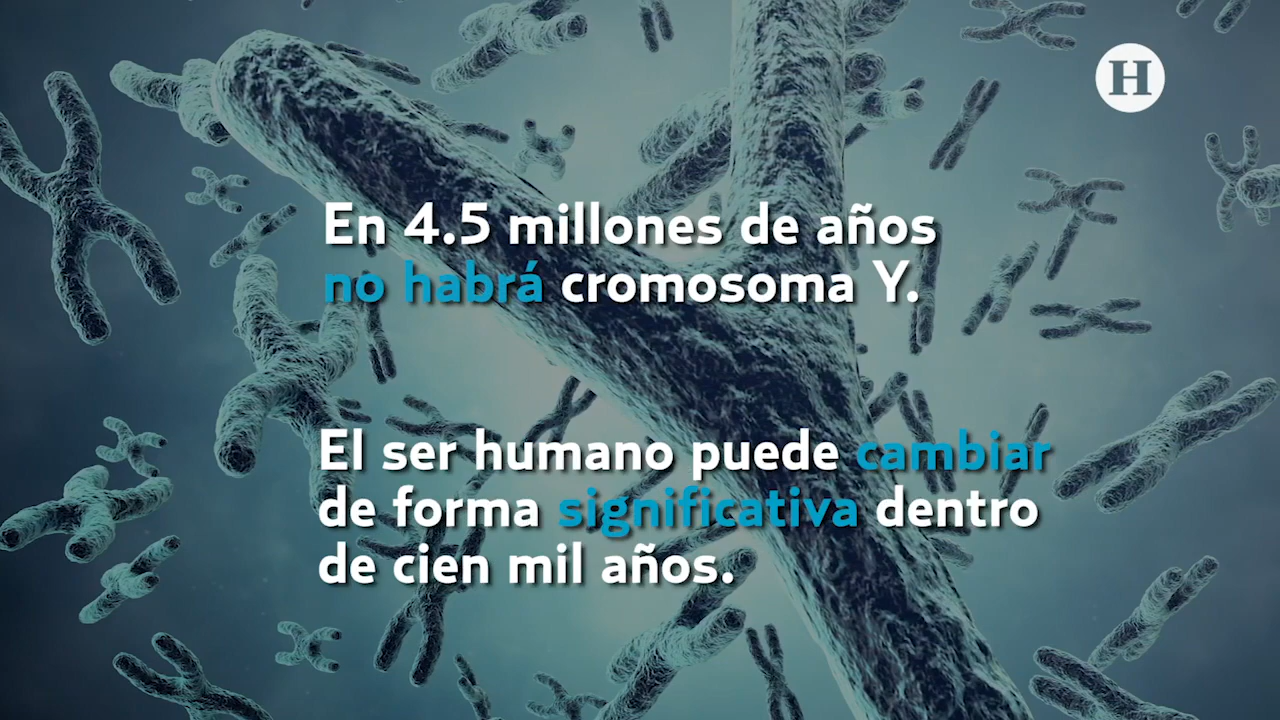 H
En 4.5 millones de años
no habrá cromosoma Y.
El ser humano puede cambiar
de forma significativa dentro
de cien mil años.